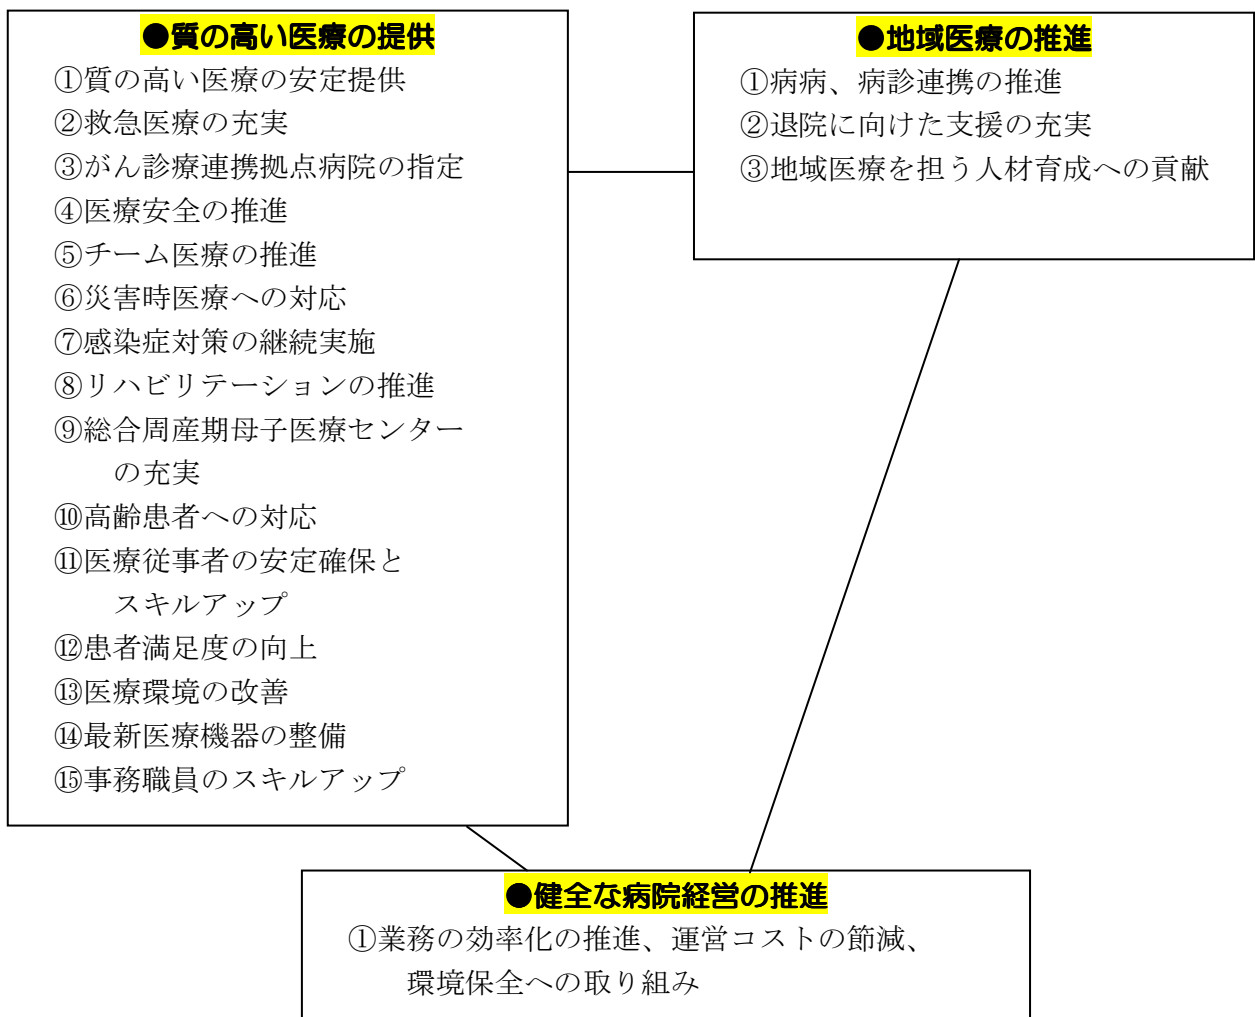 ●質の高い医療の提供
①質の高い医療の安定提供
②救急医療の充実
③がん診療連携拠点病院の指定
④医療安全の推進
⑤チーム医療の推進
⑥災害時医療への対応
⑦感染症対策の継続実施
⑧リハビリテーションの推進
⑨総合周産期母子医療センター
の充実
⑩高齢患者への対応
⑪医療従事者の安定確保と
スキルアップ
⑫患者満足度の向上
⑬医療環境の改善
⑭最新医療機器の整備
⑮事務職員のスキルアップ
●地域医療の推進
①病病、病診連携の推進
②退院に向けた支援の充実
③地域医療を担う人材育成への貢献
●健全な病院経営の推進
①業務の効率化の推進、運営コストの節減、
環境保全への取り組み